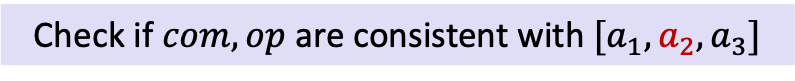 Check if com, op are consistent with [a₁, a₂, a₃]